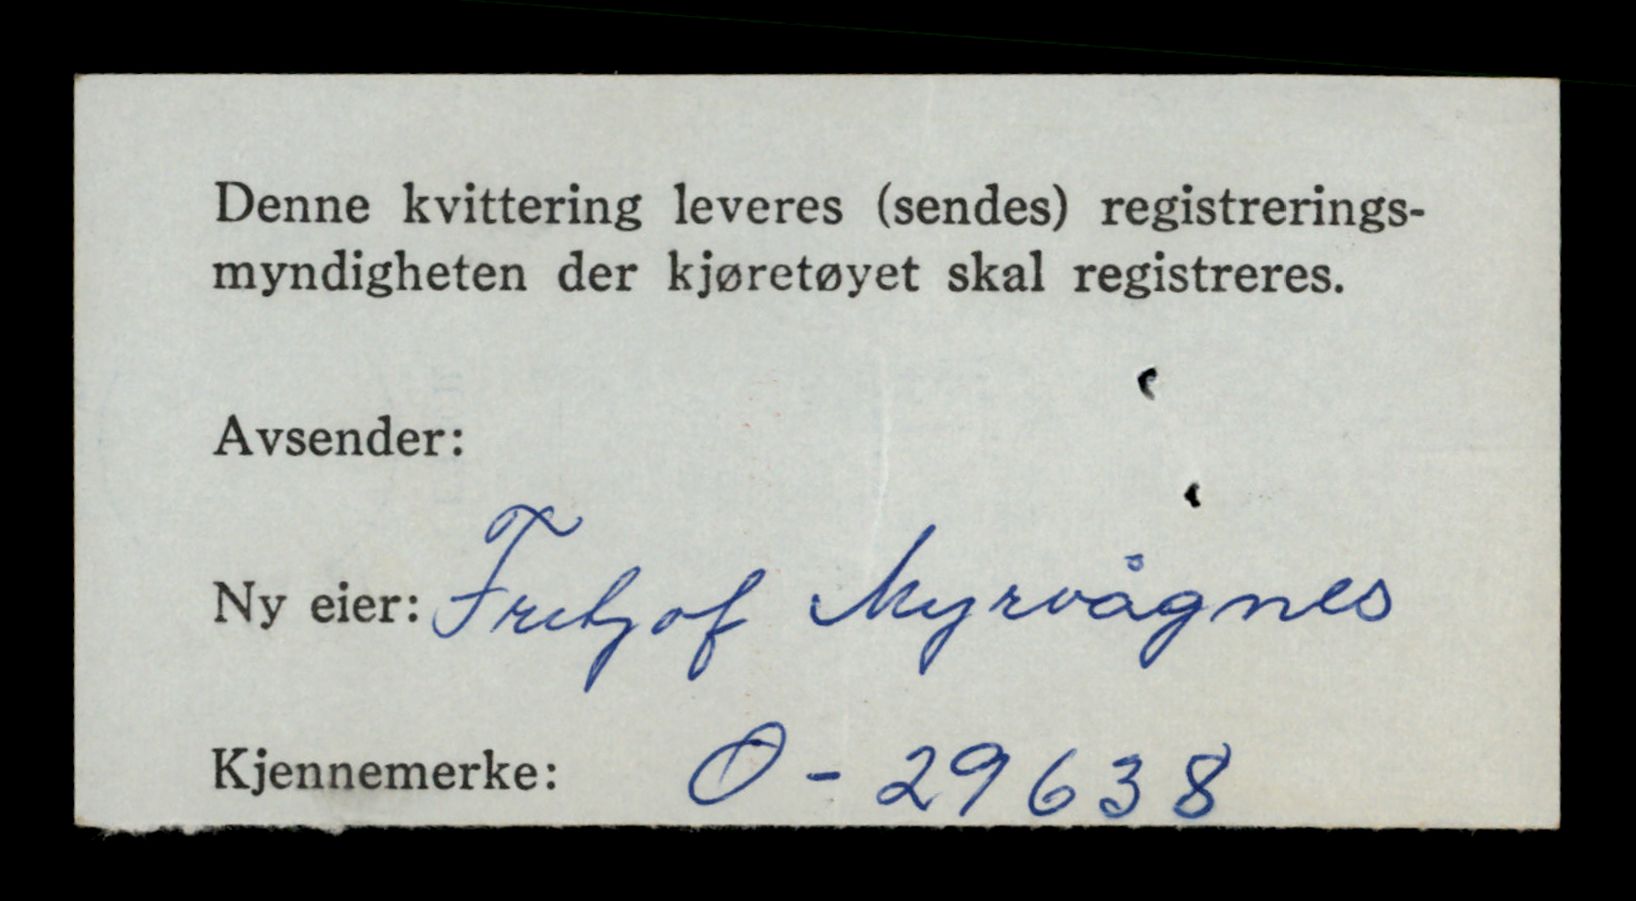 Denne kvittering leveres (sendes) registrerings-
myndigheten der kjøretøyet skal registreres.
Avsender:
Ny eier: Fritjof Myrvågnes
Kjennemerke: O - 29638